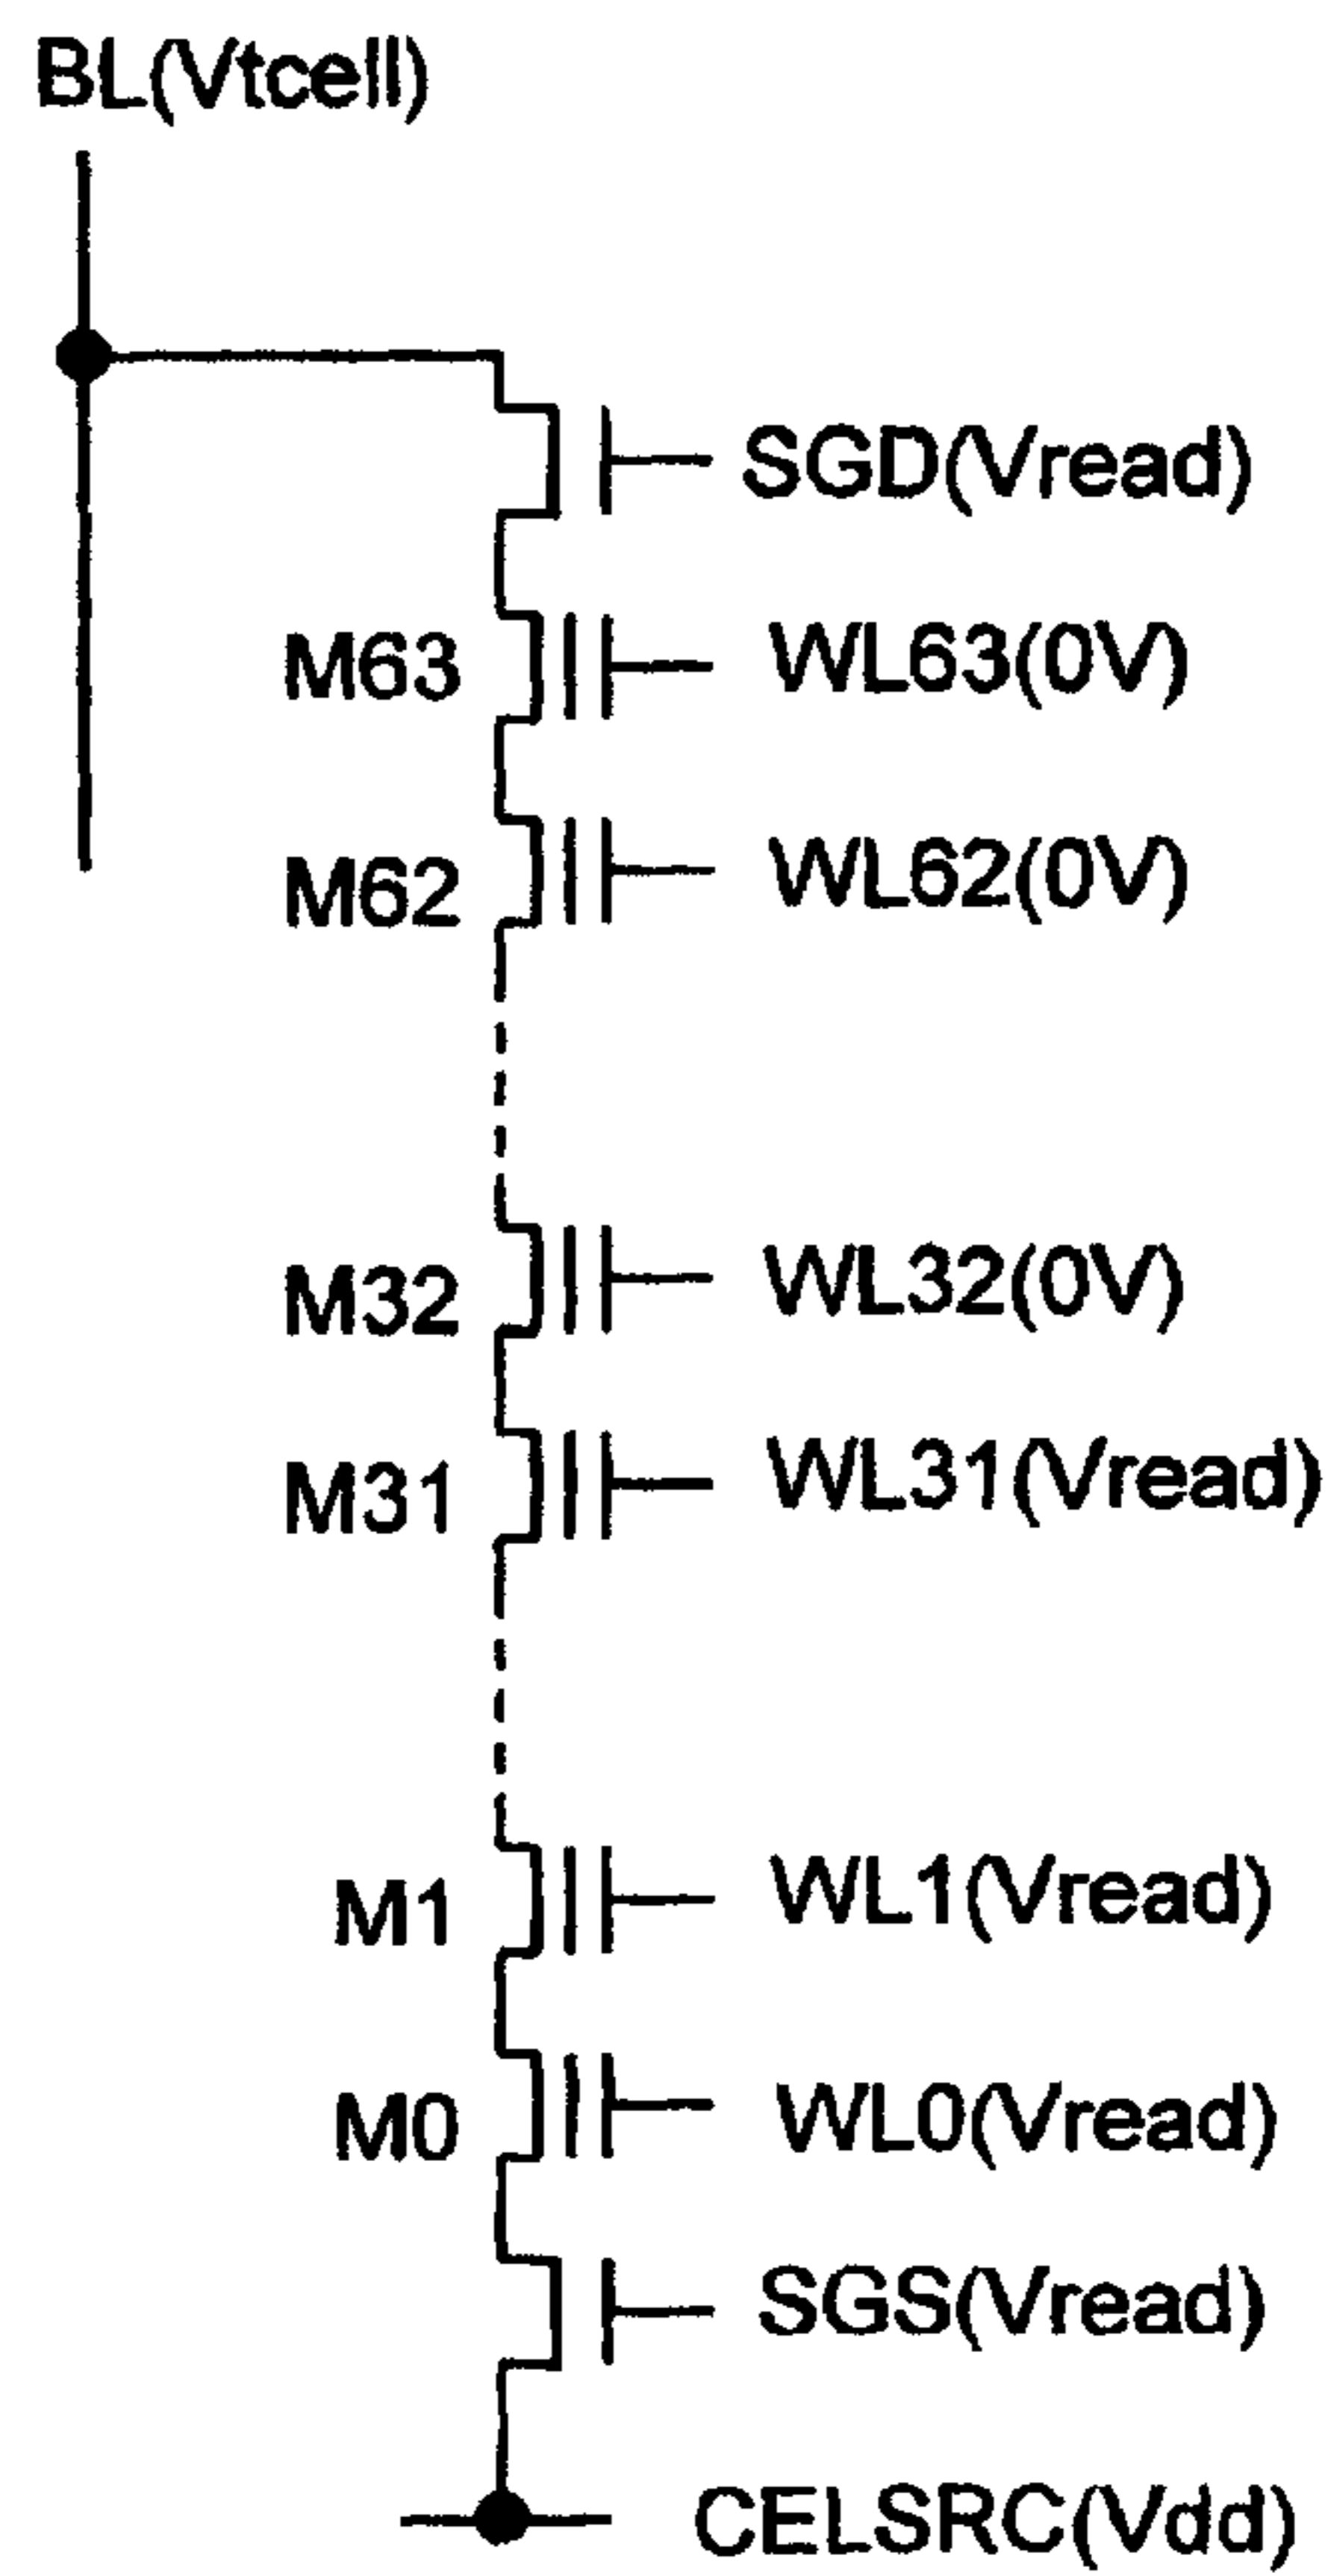 BL(Vtcell)
SGD(Vread)
M63 WL63(0V)
M62 WL62(0V)
M32 WL32(0V)
M31 WL31(Vread)
M1 WL1(Vread)
M0 WL0(Vread)
SGS(Vread)
CELSRC(Vdd)